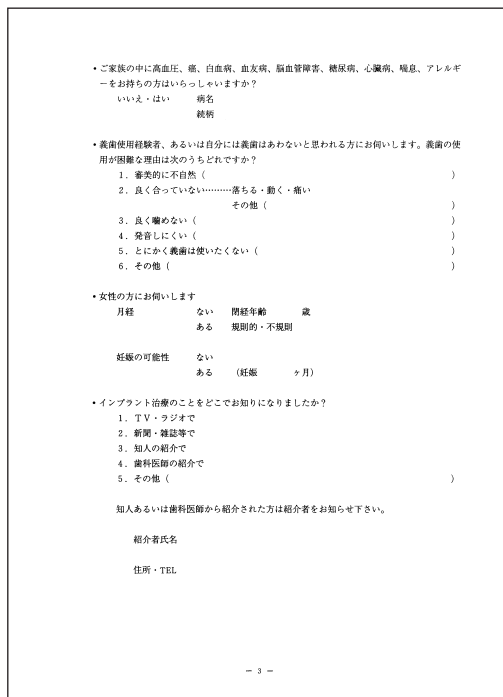 ・ご家族の中に高血圧、癌、白血病、血友病、脳血管障害、糖尿病、心臓病、喘息、アレルギ
ーをお持ちの方はいらっしゃいますか？
いいえ・はい　病名
続柄
・義歯使用経験者、あるいは自分には義歯はあわないと思われる方にお伺いします。義歯の使
用が困難な理由は次のうちどれですか？
１．審美的に不自然（　）
２．良く合っていない………落ちる・動く・痛い
その他（　）
３．良く噛めない（　）
４．発音しにくい（　）
５．とにかく義歯は使いたくない（　）
６．その他（　）
・女性の方にお伺いします
月経　ない　閉経年齢　歳
ある　規則的・不規則
妊娠の可能性　ない
ある　（妊娠　ヶ月）
・インプラント治療のことをどこでお知りになりましたか？
１．ＴＶ・ラジオで
２．新聞・雑誌等で
３．知人の紹介で
４．歯科医師の紹介で
５．その他（　）
知人あるいは歯科医師から紹介された方は紹介者をお知らせ下さい。
紹介者氏名
住所・TEL
－ 3 －